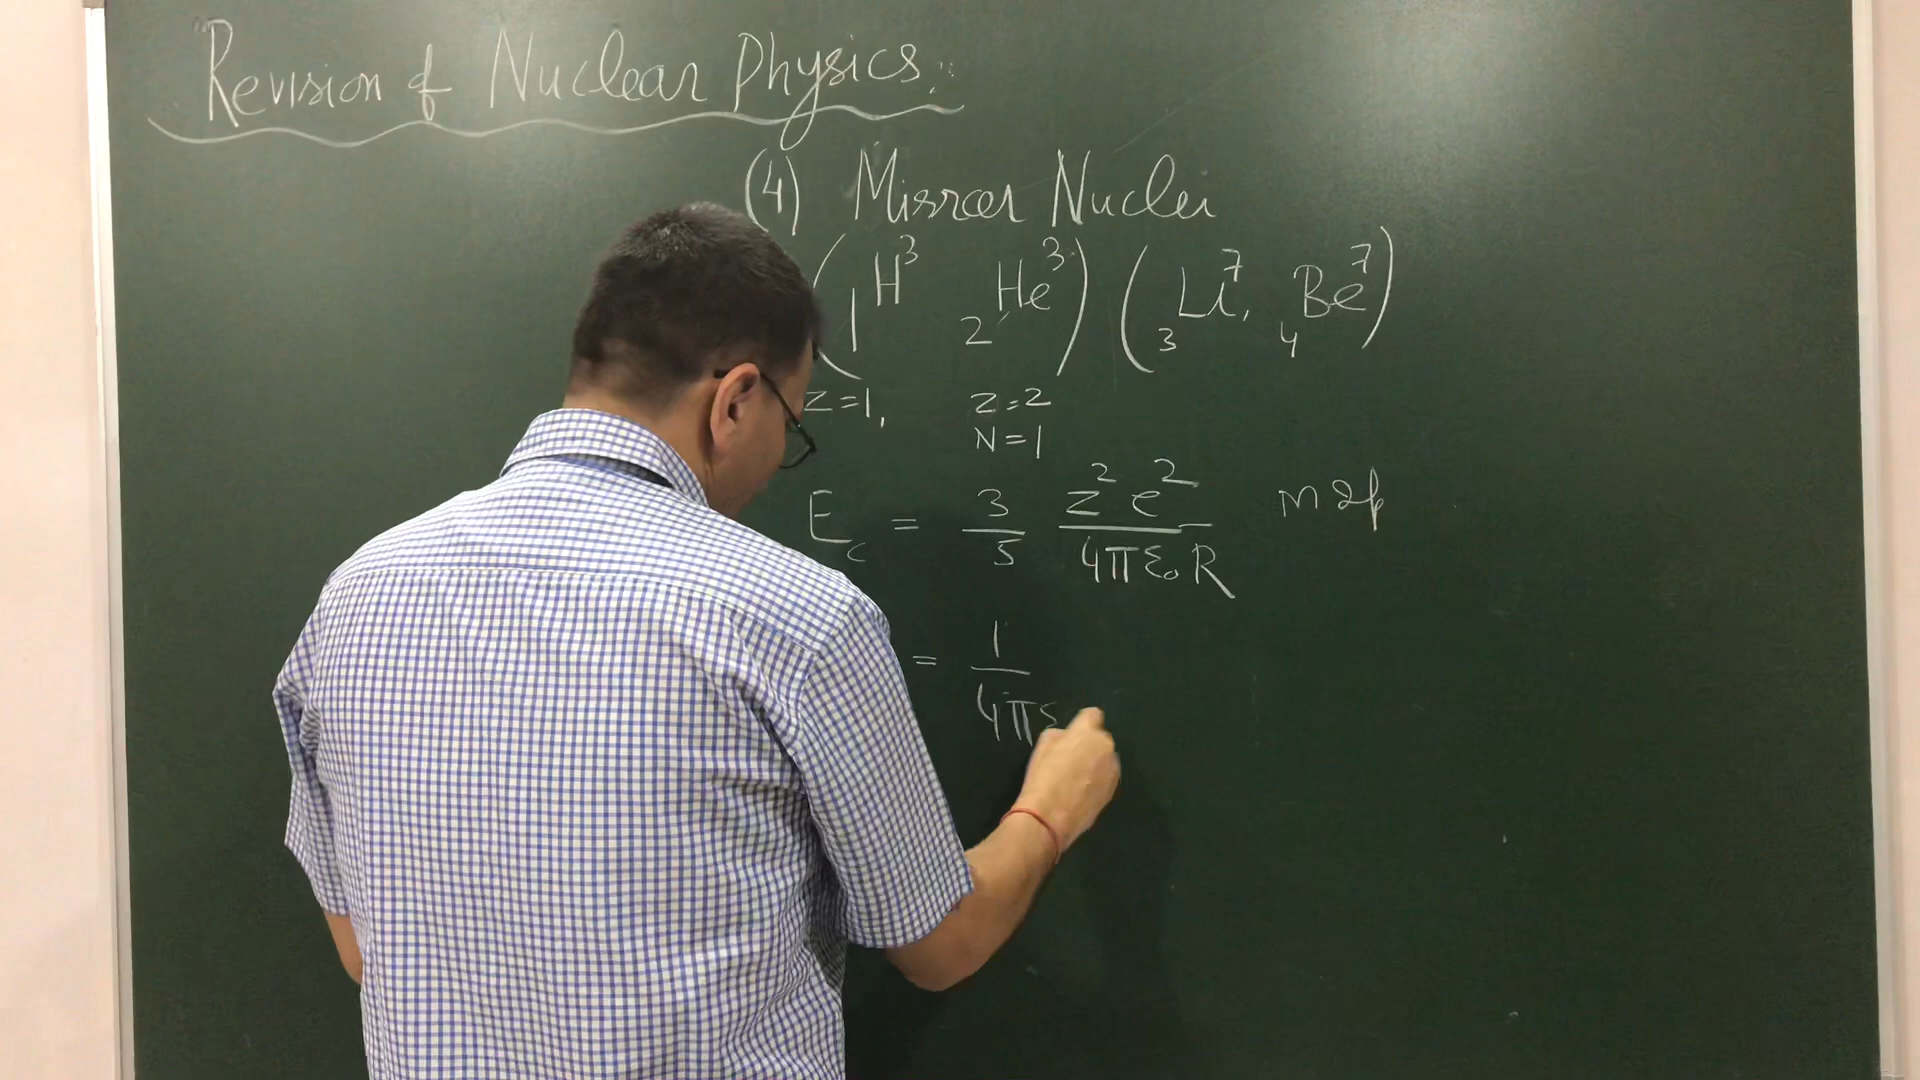 Revision of Nuclear Physics.
(4) Mirror Nuclei
(₁H³ ₂He³) (₃Li⁷, ₄Be⁷)
Z=1, Z=2
N=1
E_c = 3/5 Z²e²/4πε₀R
= 1/4πε